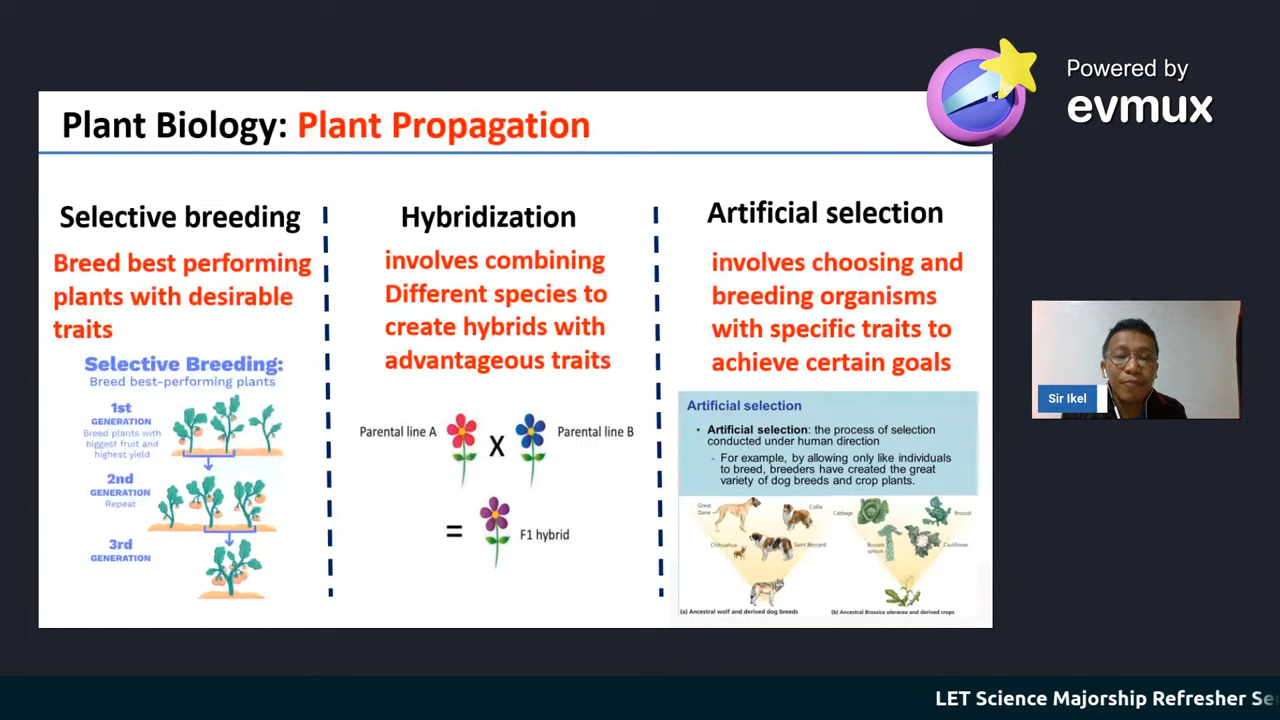 Powered by
evmux
Plant Biology: Plant Propagation
Selective breeding
Breed best performing
plants with desirable
traits
Selective Breeding:
Breed best-performing plants
1st
GENERATION
Breed plants with
biggest fruit and
highest yield
2nd
GENERATION
Repeat
3rd
GENERATION
Hybridization
involves combining
Different species to
create hybrids with
advantageous traits
Parental line A
X
Parental line B
=
F1 hybrid
Artificial selection
involves choosing and
breeding organisms
with specific traits to
achieve certain goals
Artificial selection
• Artificial selection: the process of selection
conducted under human direction
- For example, by allowing only like individuals
to breed, breeders have created the great
variety of dog breeds and crop plants.
Great
Dane
Collie
Chihuahua
Saint Bernard
(a) Ancestral wolf and derived dog breeds
Cabbage
Broccoli
Brussels
sprouts
Cauliflower
(b) Ancestral Brassica oleracea and derived crops
Sir Ikel
LET Science Majorship Refresher Se